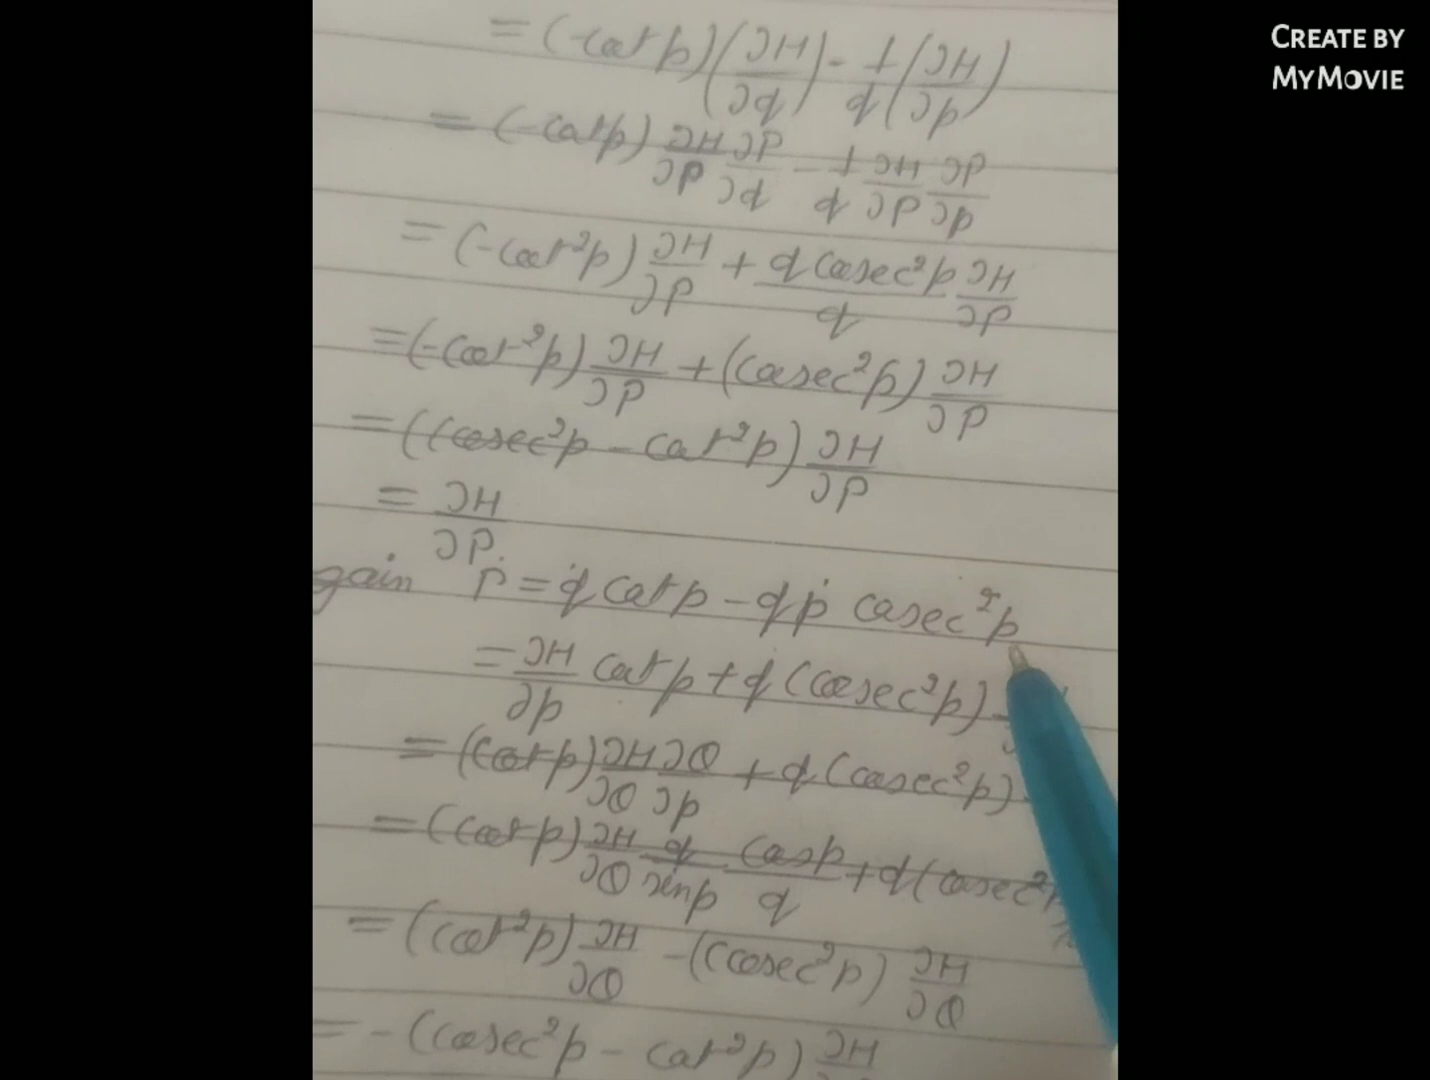 = (-cot p) (∂H/∂q) - 1/q (∂H/∂p)
= (-cot p) ∂H/∂P ∂P/∂q - 1/q ∂H/∂P ∂P/∂p
= (-cot²p) ∂H/∂P + q cosec²p/q ∂H/∂P
= (-cot²p) ∂H/∂P + (cosec²p) ∂H/∂P
= (cosec²p - cot²p) ∂H/∂P
= ∂H/∂P.
gain Ṗ = q̇ cot p - qṗ cosec²p
= ∂H/∂p cot p + q (cosec²p)
= (cot p) ∂H/∂Q ∂Q/∂p + q (cosec²p)
= (cot p) ∂H/∂Q q/sin p cos p/q + q (cosec²
= (cot²p) ∂H/∂Q - (cosec²p) ∂H/∂Q
= -(cosec²p - cot²p) ∂H
CREATE BY
MYMOVIE